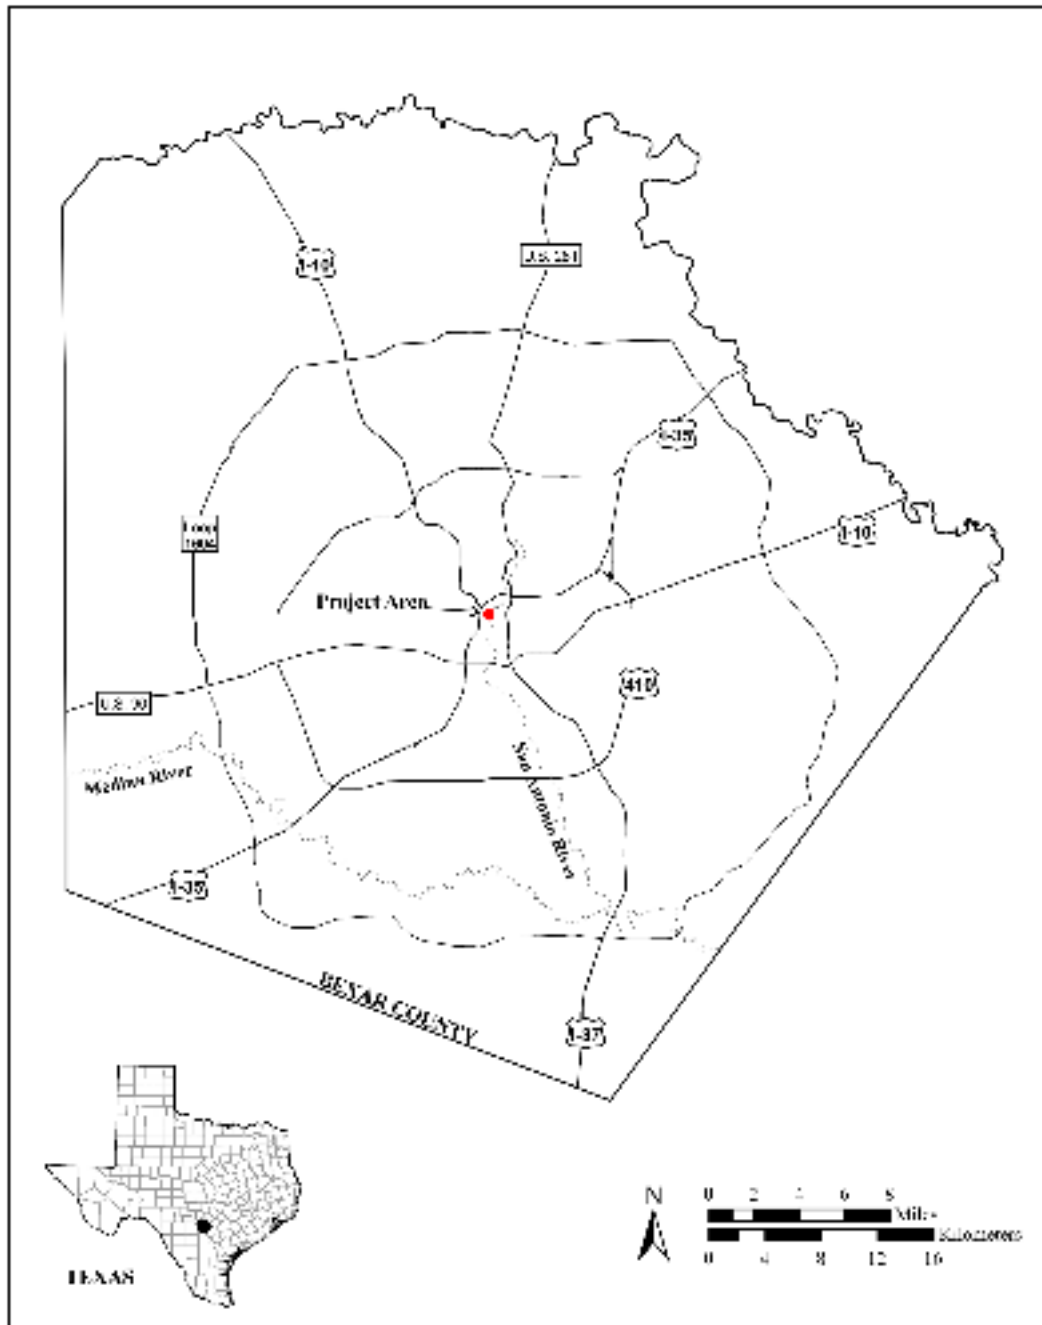 I-10
U.S. 281
I-35
Loop
1604
I-10
Project Area
410
U.S. 90
Medina River
San Antonio River
I-35
BEXAR COUNTY
I-37
TEXAS
N
0 2 4 6 8
Miles
Kilometers
0 4 8 12 16